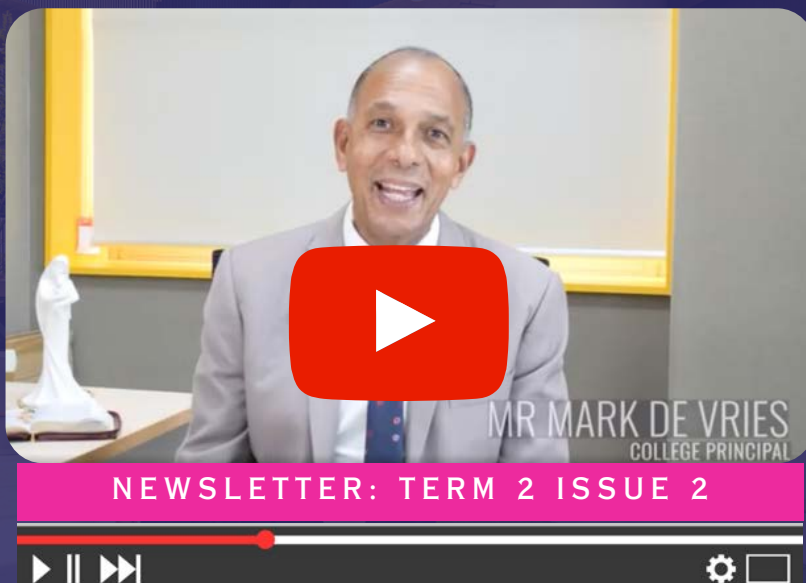 MR MARK DE VRIES
COLLEGE PRINCIPAL
NEWSLETTER: TERM 2 ISSUE 2